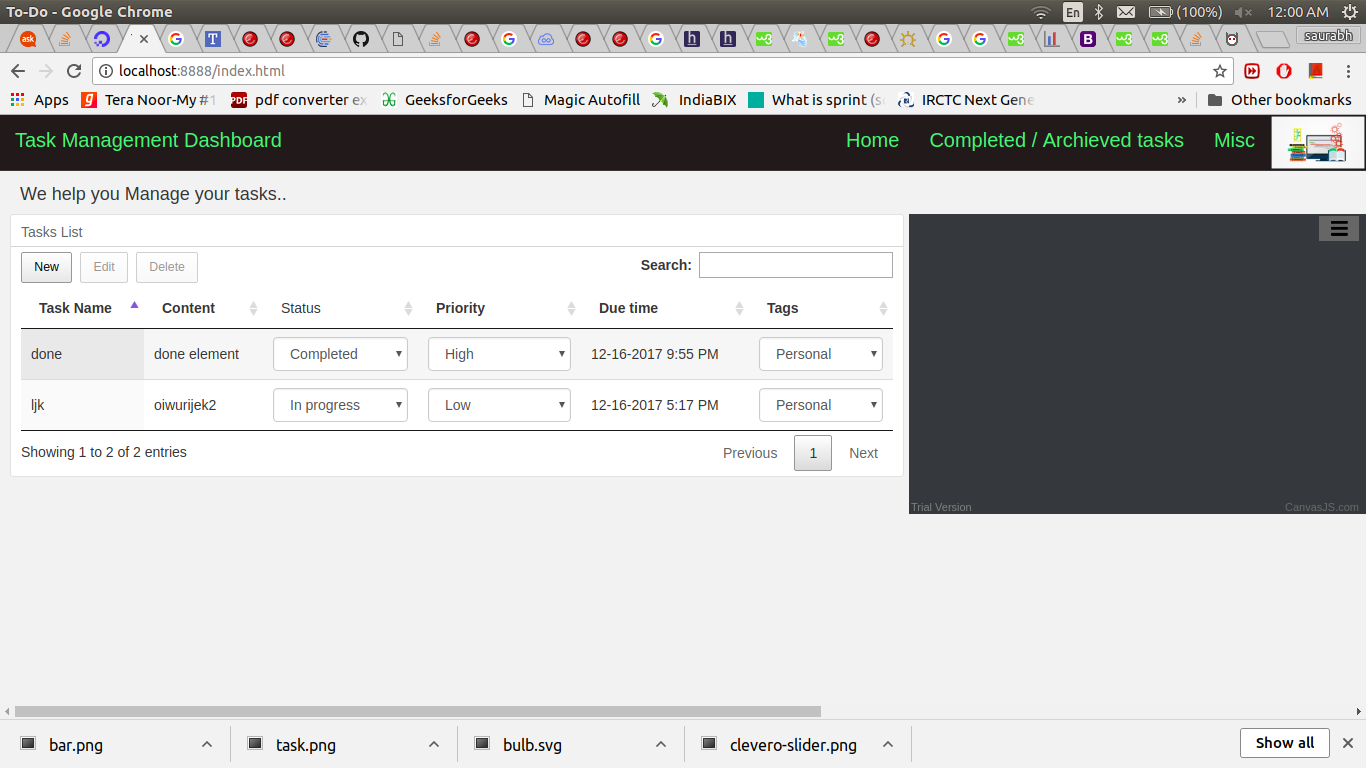 To-Do - Google Chrome En (100%) 12:00 AM
saurabh
localhost:8888/index.html
Apps Tera Noor-My #1 pdf converter ex GeeksforGeeks Magic Autofill IndiaBIX What is sprint (s IRCTC Next Gene » Other bookmarks
Task Management Dashboard Home Completed / Archieved tasks Misc
We help you Manage your tasks..
Tasks List
New Edit Delete Search:
Task Name Content Status Priority Due time Tags
done done element Completed High 12-16-2017 9:55 PM Personal
ljk oiwurijek2 In progress Low 12-16-2017 5:17 PM Personal
Showing 1 to 2 of 2 entries Previous 1 Next
Trial Version CanvasJS.com
bar.png task.png bulb.svg clevero-slider.png Show all